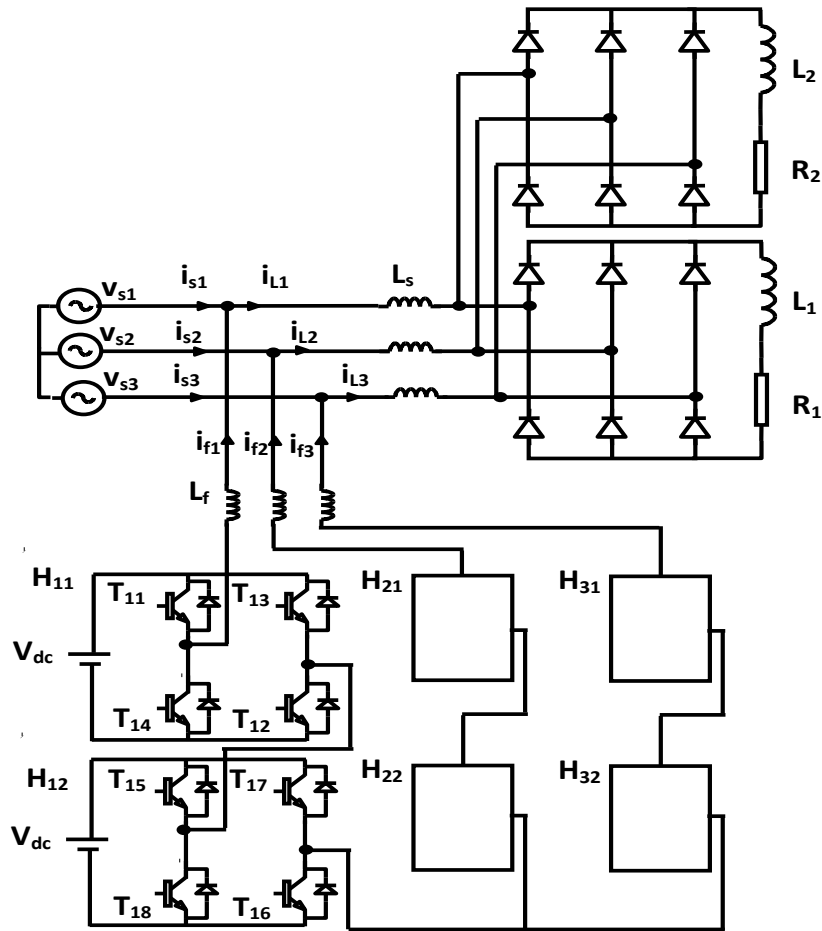 L2
R2
vs1 is1 iL1 Ls
L1
vs2 is2 iL2
vs3 is3 iL3
R1
if1 if2 if3
Lf
H11 T11 T13 H21 H31
Vdc
T14 T12
H12 T15 T17 H22 H32
Vdc
T18 T16